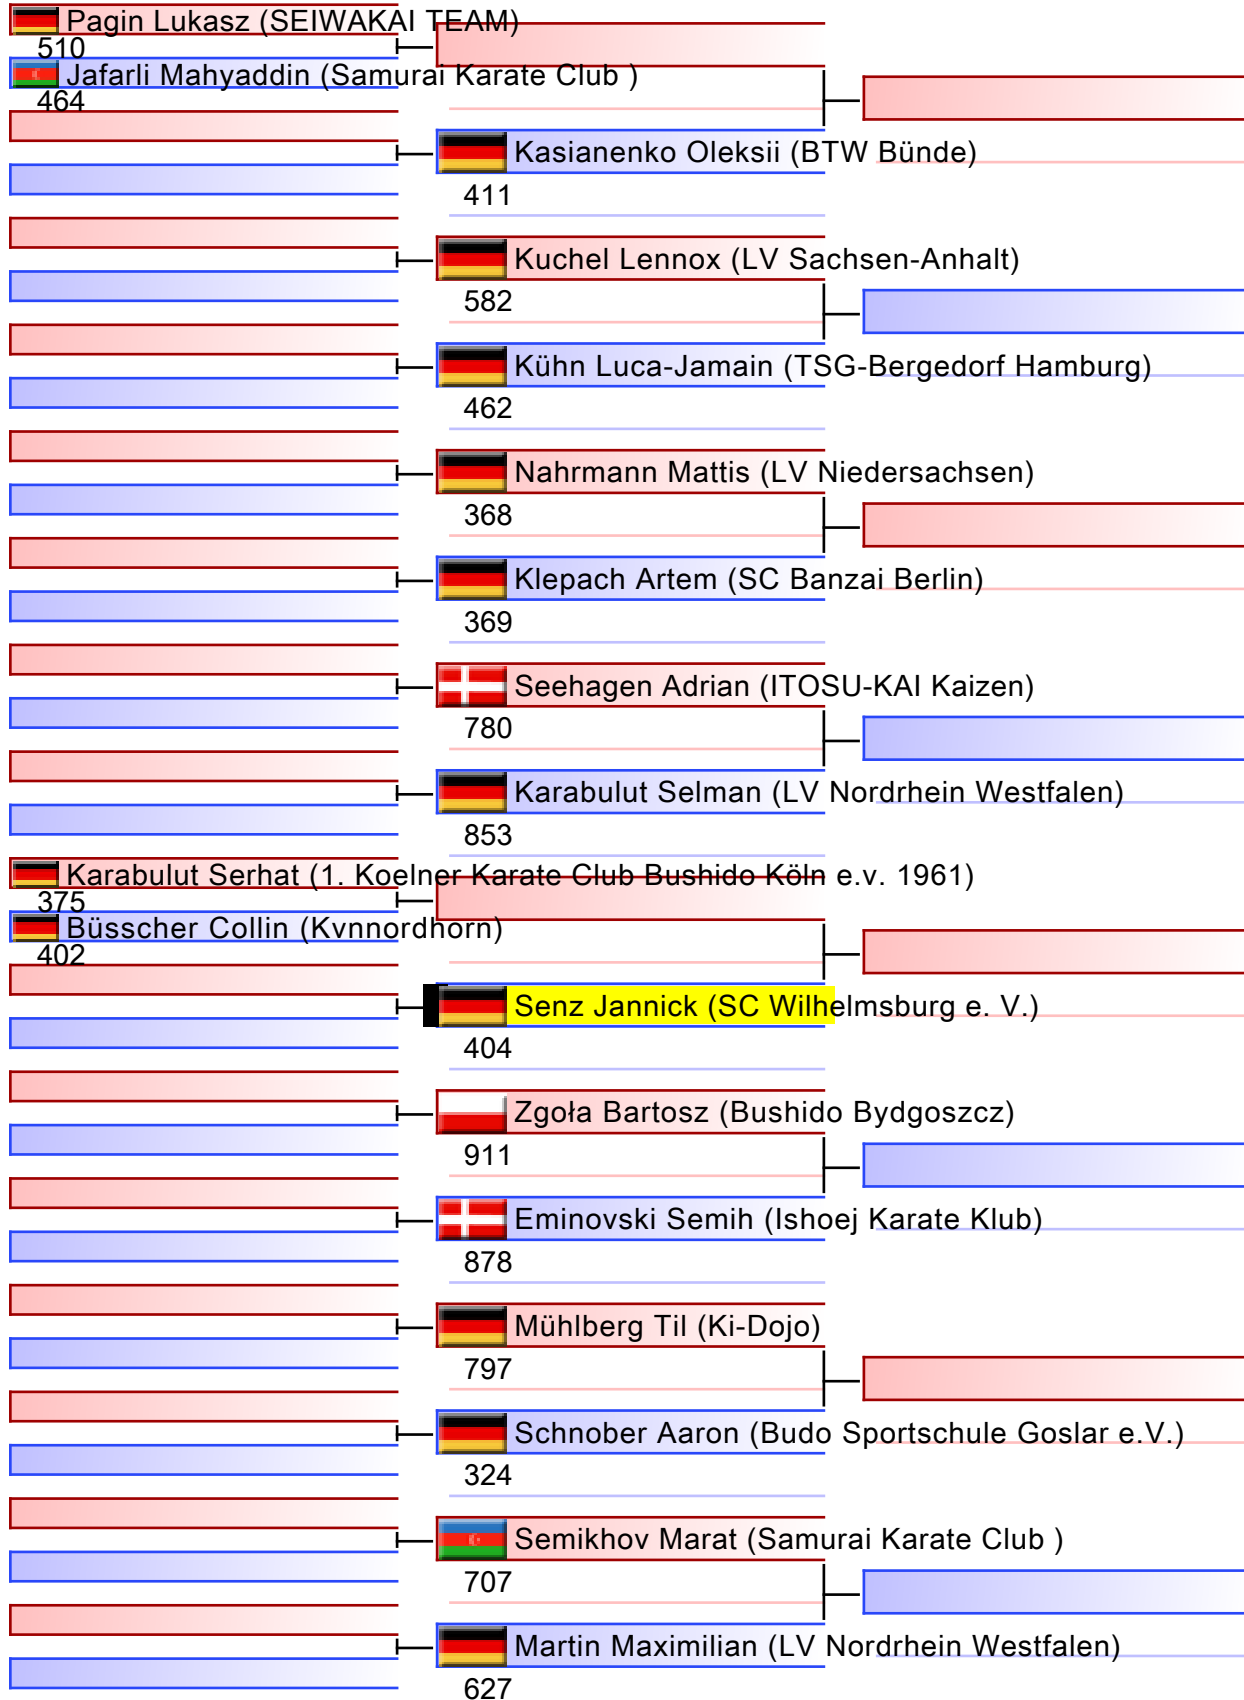 Pagin Lukasz (SEIWAKAI TEAM)
510
Jafarli Mahyaddin (Samurai Karate Club )
464
Kasianenko Oleksii (BTW Bünde)
411
Kuchel Lennox (LV Sachsen-Anhalt)
582
Kühn Luca-Jamain (TSG-Bergedorf Hamburg)
462
Nahrmann Mattis (LV Niedersachsen)
368
Klepach Artem (SC Banzai Berlin)
369
Seehagen Adrian (ITOSU-KAI Kaizen)
780
Karabulut Selman (LV Nordrhein Westfalen)
853
Karabulut Serhat (1. Koelner Karate Club Bushido Köln e.v. 1961)
375
Büsscher Collin (Kvnnordhorn)
402
Senz Jannick (SC Wilhelmsburg e. V.)
404
Zgoła Bartosz (Bushido Bydgoszcz)
911
Eminovski Semih (Ishoej Karate Klub)
878
Mühlberg Til (Ki-Dojo)
797
Schnober Aaron (Budo Sportschule Goslar e.V.)
324
Semikhov Marat (Samurai Karate Club )
707
Martin Maximilian (LV Nordrhein Westfalen)
627